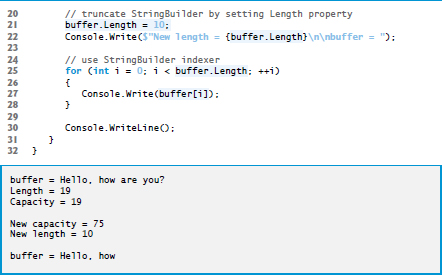 20 // truncate StringBuilder by setting Length property
21 buffer.Length = 10;
22 Console.Write($"New length = {buffer.Length}\n\nbuffer = ");
23
24 // use StringBuilder indexer
25 for (int i = 0; i < buffer.Length; ++i)
26 {
27 Console.Write(buffer[i]);
28 }
29
30 Console.WriteLine();
31 }
32 }
buffer = Hello, how are you?
Length = 19
Capacity = 19
New capacity = 75
New length = 10
buffer = Hello, how